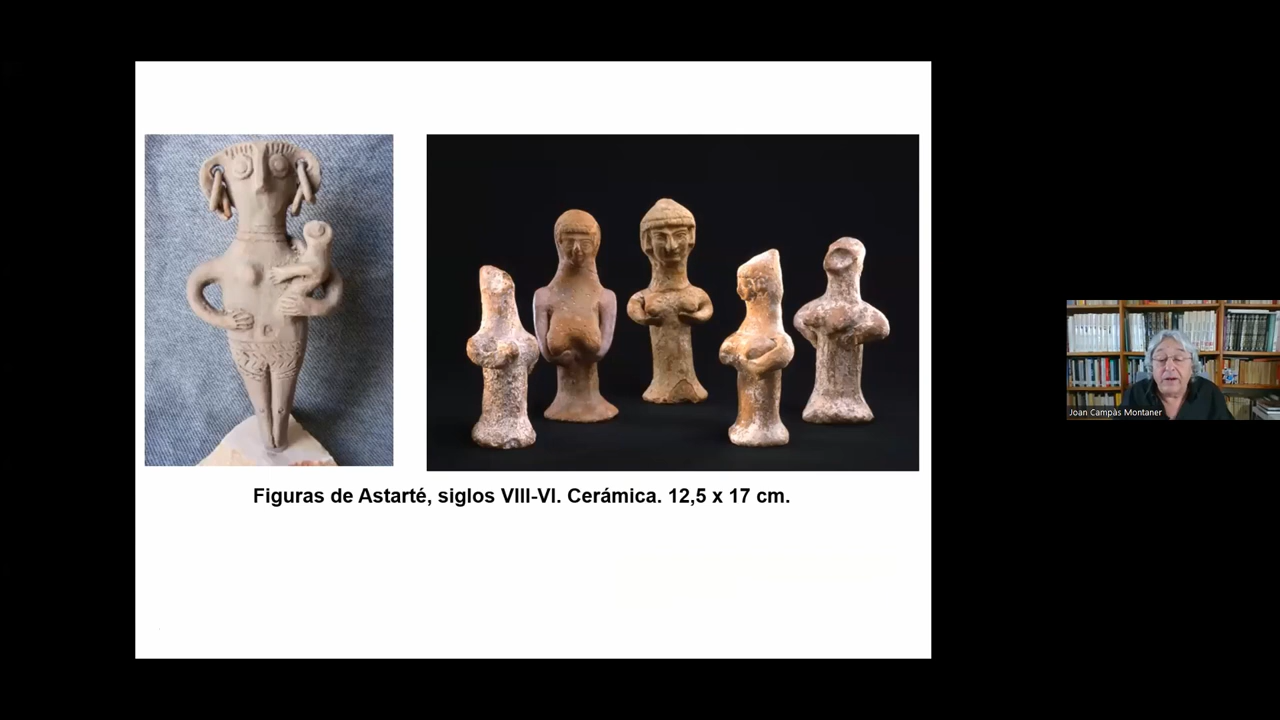 Figuras de Astarté, siglos VIII-VI. Cerámica. 12,5 x 17 cm.
Joan Campàs Montaner